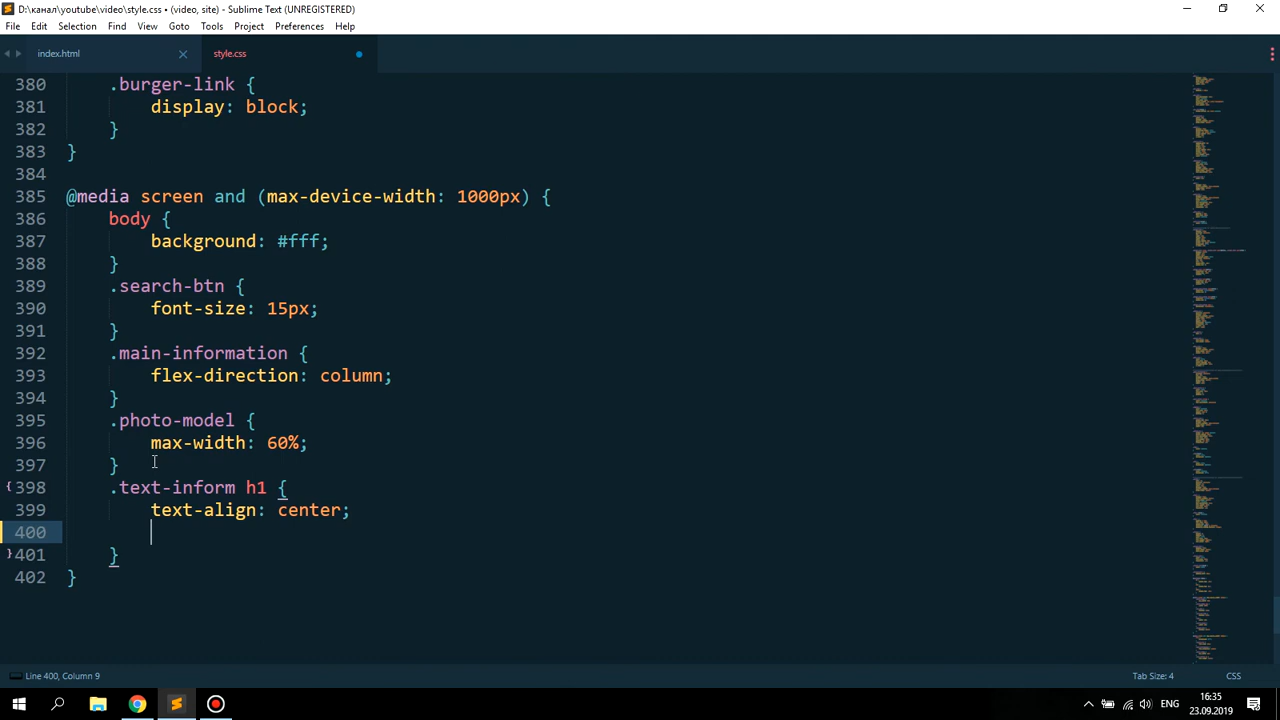 D:\канал\youtube\video\style.css • (video, site) - Sublime Text (UNREGISTERED)
File Edit Selection Find View Goto Tools Project Preferences Help
index.html style.css
380 .burger-link {
381 display: block;
382 }
383 }
384
385 @media screen and (max-device-width: 1000px) {
386 body {
387 background: #fff;
388 }
389 .search-btn {
390 font-size: 15px;
391 }
392 .main-information {
393 flex-direction: column;
394 }
395 .photo-model {
396 max-width: 60%;
397 }
398 .text-inform h1 {
399 text-align: center;
400
401 }
402 }
Line 400, Column 9 Tab Size: 4 CSS
ENG 16:35
23.09.2019